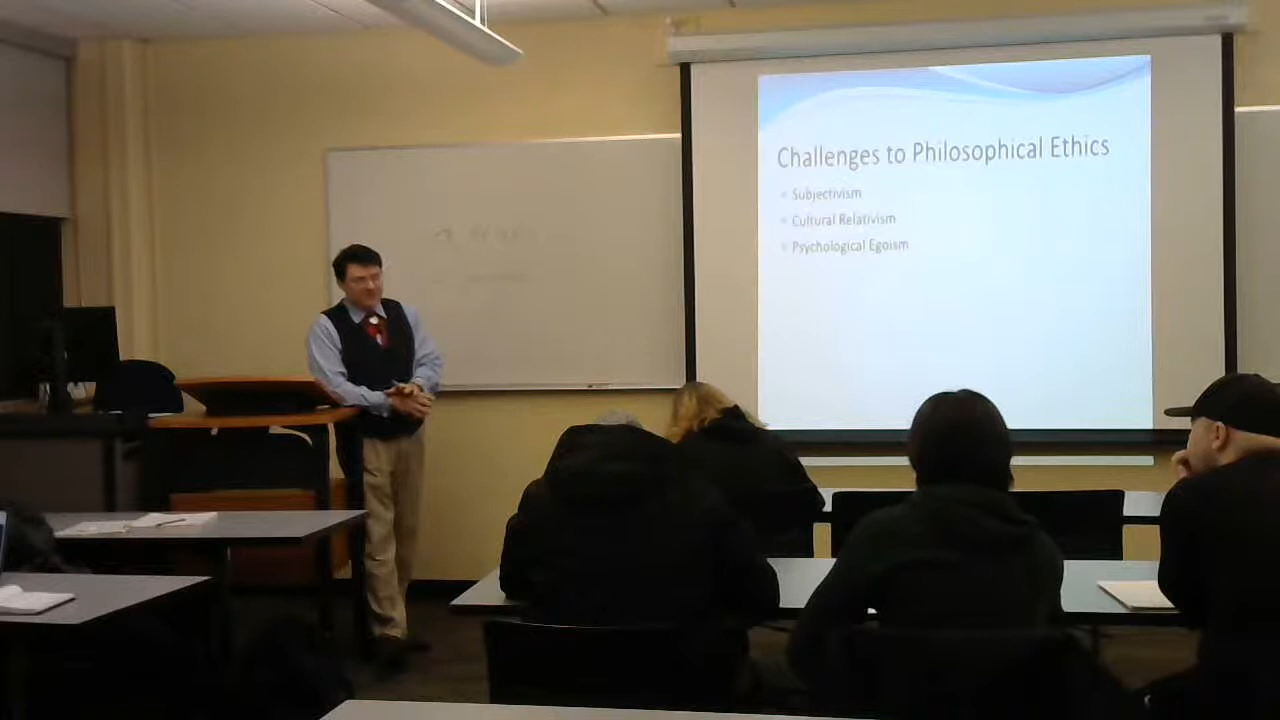 Challenges to Philosophical Ethics
Subjectivism
Cultural Relativism
Psychological Egoism